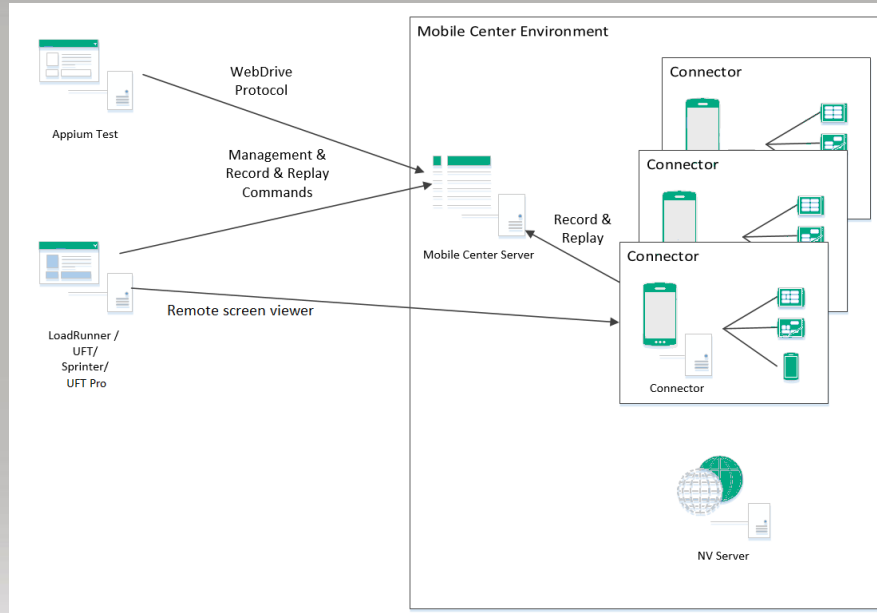 Mobile Center Environment
WebDrive
Protocol
Appium Test
Management &
Record & Replay
Commands
Connector
Connector
Record &
Replay
Mobile Center Server
Connector
Remote screen viewer
LoadRunner /
UFT/
Sprinter/
UFT Pro
Connector
NV Server